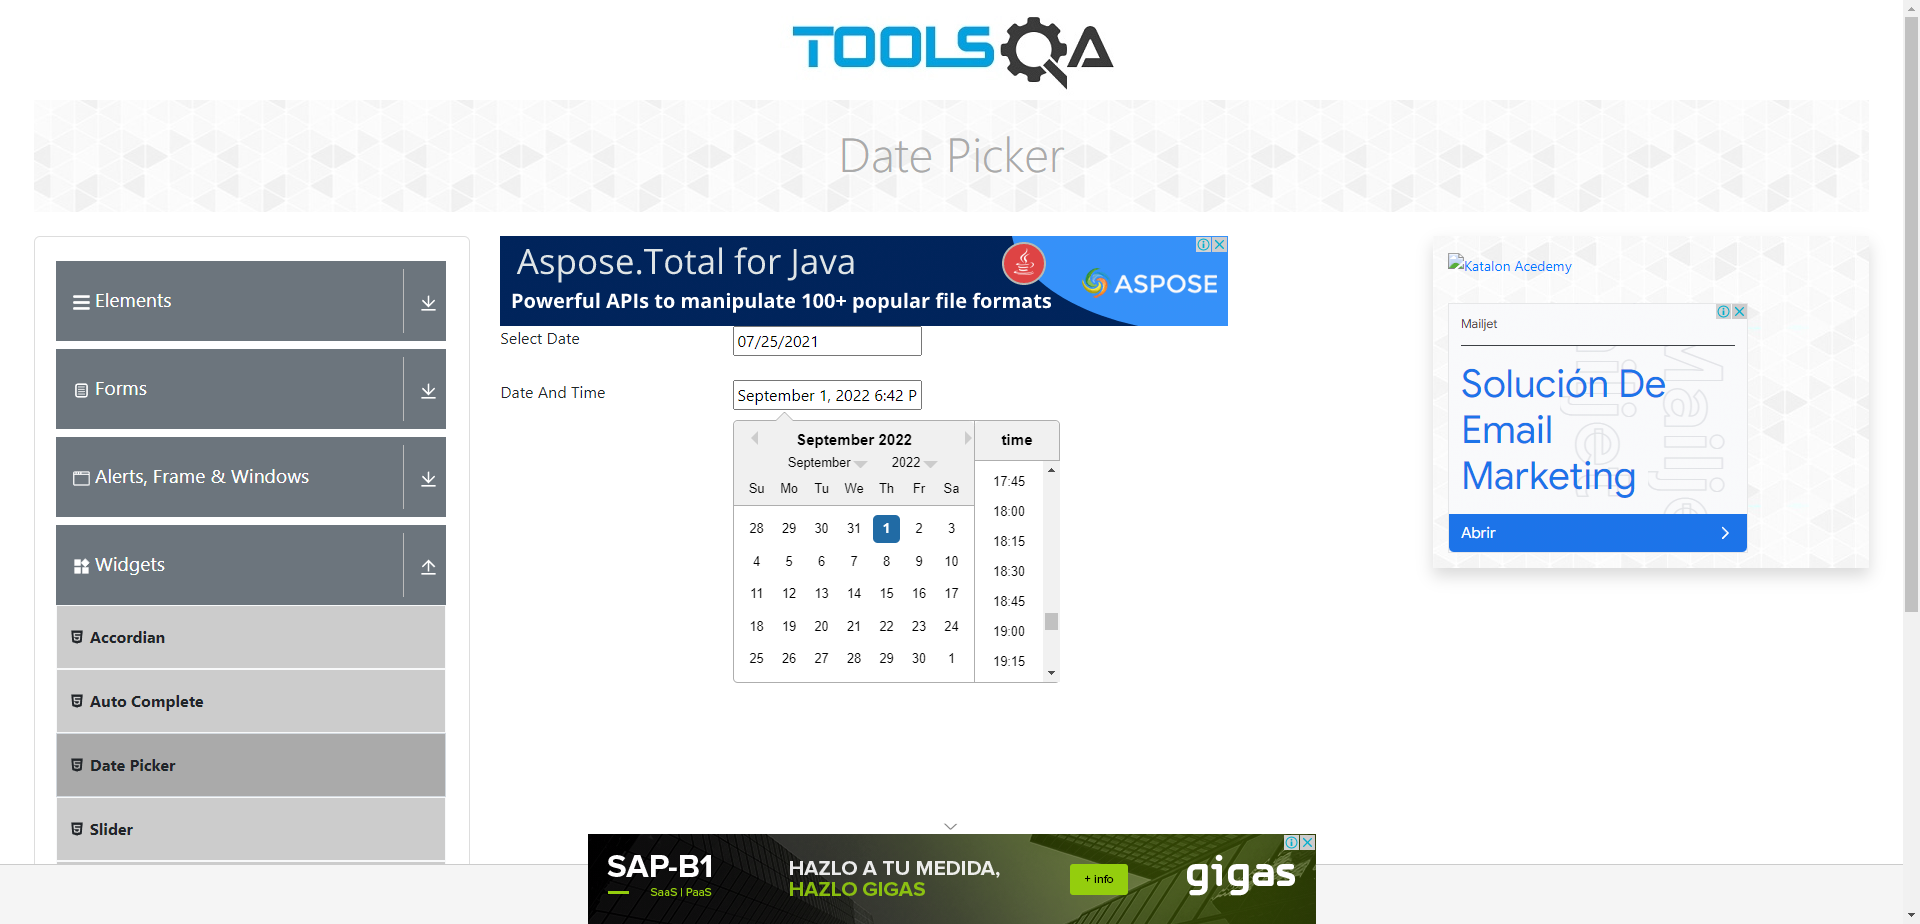 TOOLSQA
Date Picker
Elements
Forms
Alerts, Frame & Windows
Widgets
Accordian
Auto Complete
Date Picker
Slider
Aspose.Total for Java
Powerful APIs to manipulate 100+ popular file formats
ASPOSE
Select Date
07/25/2021
Date And Time
September 1, 2022 6:42 P
September 2022
September 2022
Su Mo Tu We Th Fr Sa
28 29 30 31 1 2 3
4 5 6 7 8 9 10
11 12 13 14 15 16 17
18 19 20 21 22 23 24
25 26 27 28 29 30 1
time
17:45
18:00
18:15
18:30
18:45
19:00
19:15
Katalon Acedemy
Mailjet
Solución De
Email
Marketing
Abrir
SAP-B1
SaaS | PaaS
HAZLO A TU MEDIDA,
HAZLO GIGAS
+ info
gigas